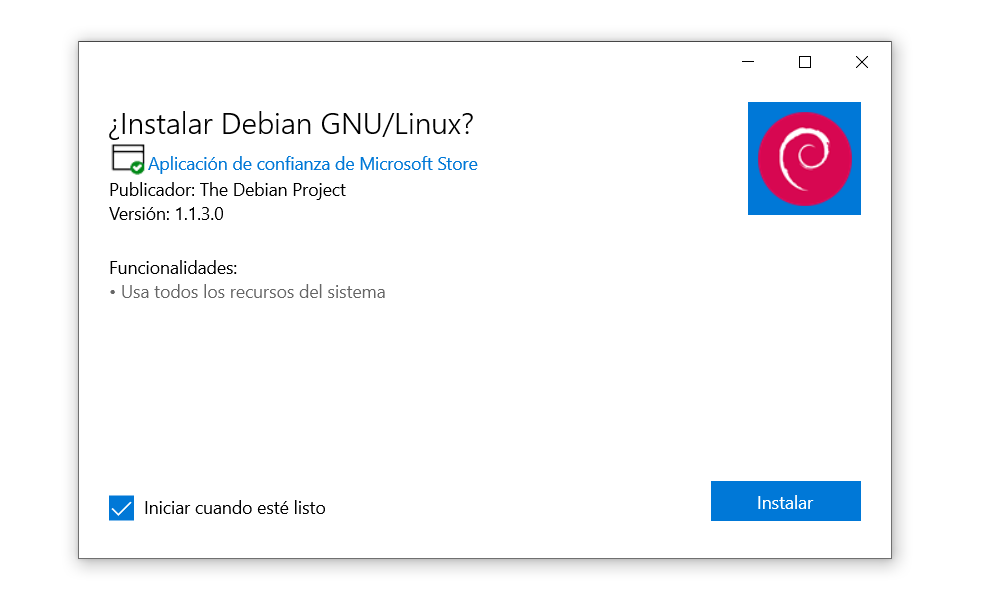 ¿Instalar Debian GNU/Linux?
Aplicación de confianza de Microsoft Store
Publicador: The Debian Project
Versión: 1.1.3.0
Funcionalidades:
• Usa todos los recursos del sistema
Iniciar cuando esté listo
Instalar